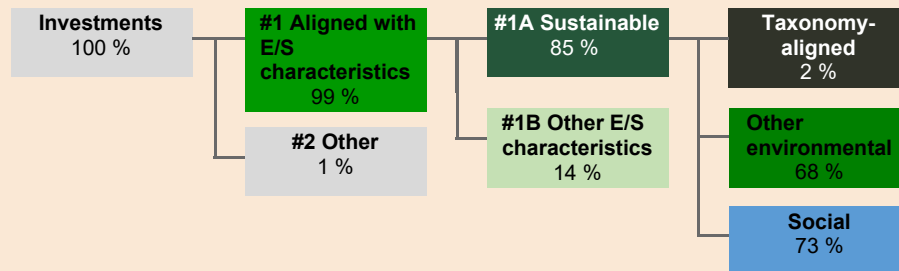 Investments
100 %
#1 Aligned with
E/S
characteristics
99 %
#2 Other
1 %
#1A Sustainable
85 %
#1B Other E/S
characteristics
14 %
Taxonomy-
aligned
2 %
Other
environmental
68 %
Social
73 %